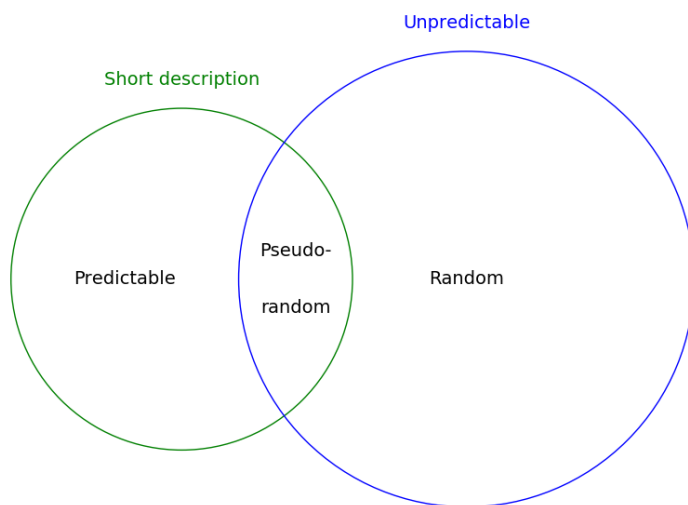 Unpredictable
Short description
Pseudo-
Predictable
Random
random